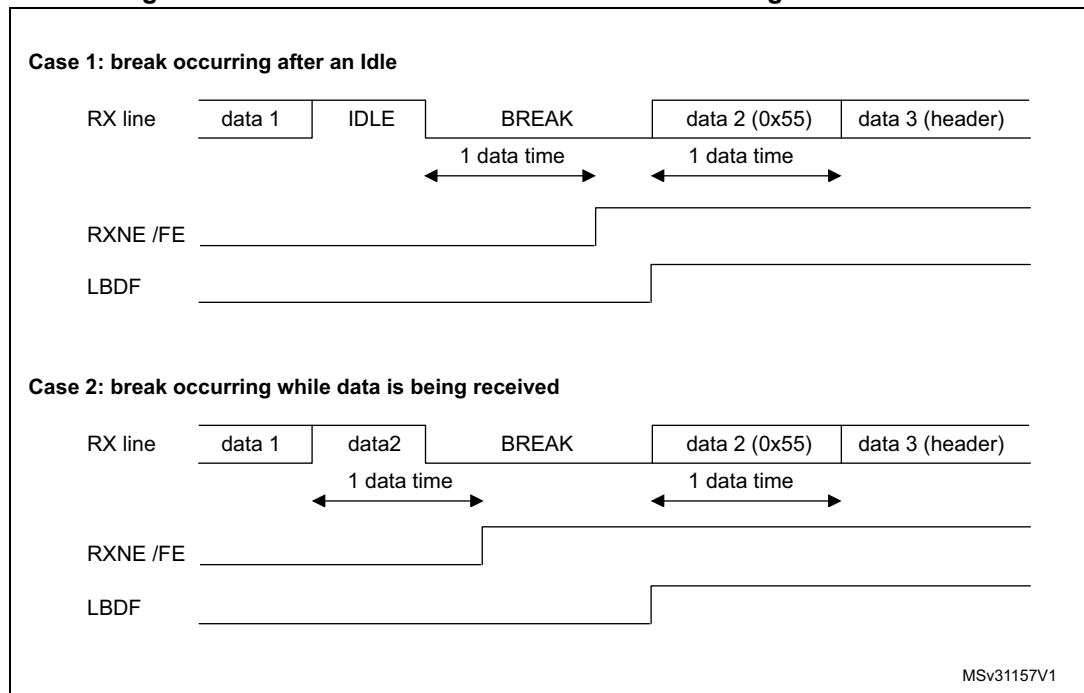 Case 1: break occurring after an Idle
RX line data 1 IDLE BREAK data 2 (0x55) data 3 (header)
1 data time 1 data time
RXNE /FE
LBDF
Case 2: break occurring while data is being received
RX line data 1 data2 BREAK data 2 (0x55) data 3 (header)
1 data time 1 data time
RXNE /FE
LBDF
MSv31157V1